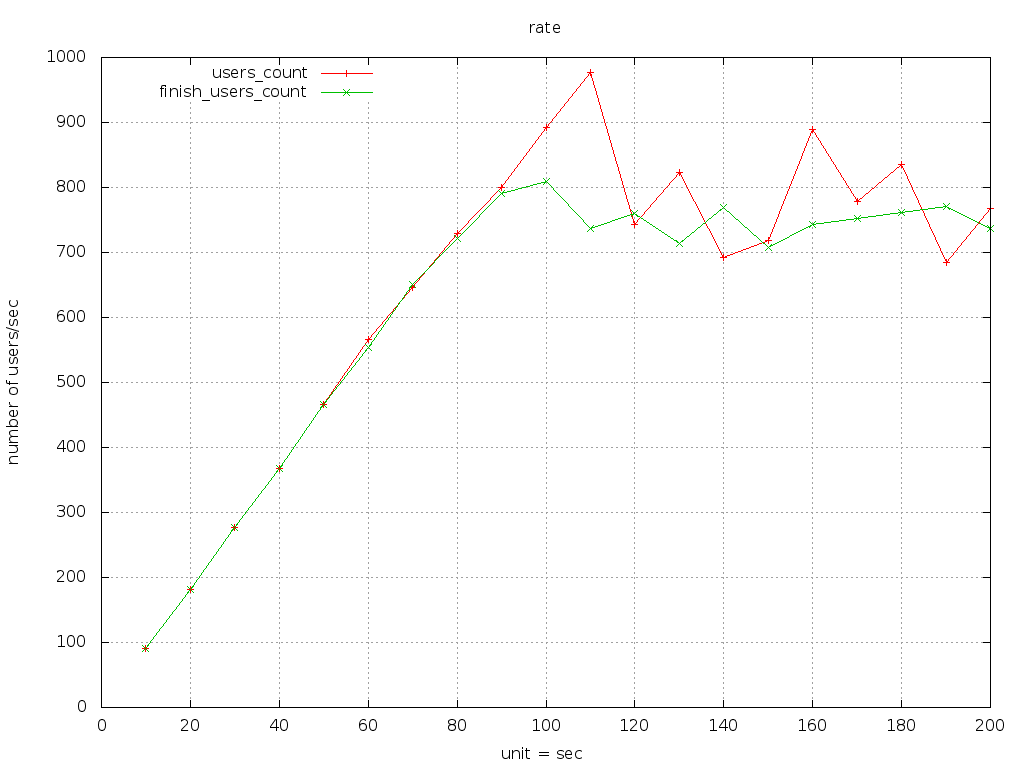 rate
users_count
finish_users_count
1000
900
800
700
600
500
400
300
200
100
0
number of users/sec
0 20 40 60 80 100 120 140 160 180 200
unit = sec